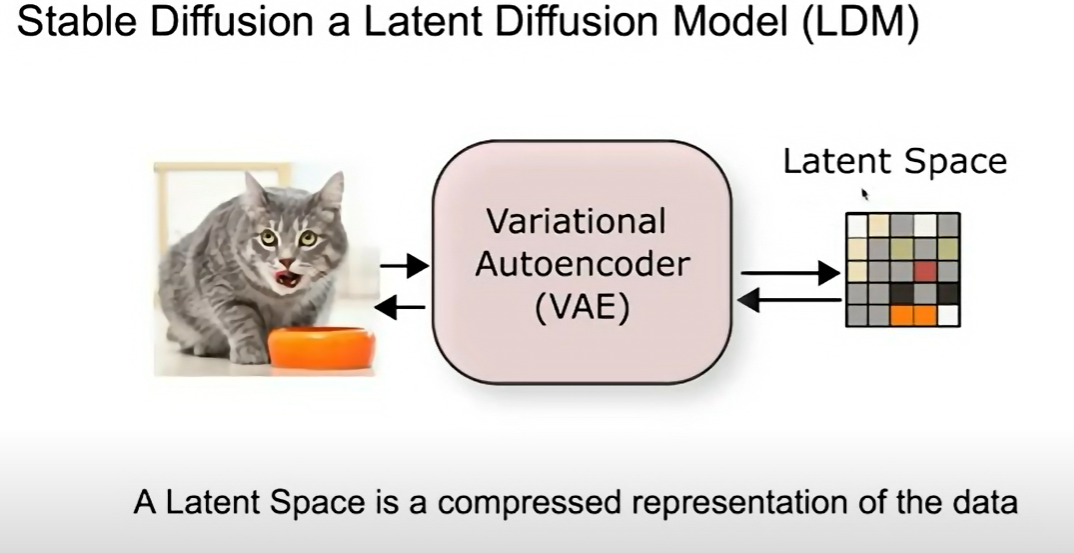 Stable Diffusion a Latent Diffusion Model (LDM)
Latent Space
Variational
Autoencoder
(VAE)
A Latent Space is a compressed representation of the data